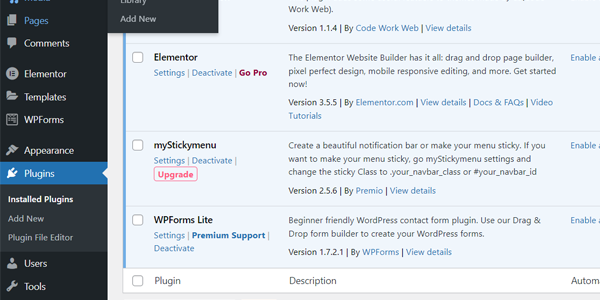 Media
Pages
Comments
Elementor
Templates
WPForms
Appearance
Plugins
Installed Plugins
Add New
Plugin File Editor
Users
Tools
Library
Add New
Work Web).
Version 1.1.4 | By Code Work Web | View details
Elementor
Settings | Deactivate | Go Pro
The Elementor Website Builder has it all: drag and drop page builder,
pixel perfect design, mobile responsive editing, and more. Get started
now!
Version 3.5.5 | By Elementor.com | View details | Docs & FAQs | Video
Tutorials
Enable a
myStickymenu
Settings | Deactivate |
Upgrade
Create a beautiful notification bar or make your menu sticky. If you
want to make your menu sticky, go myStickymenu settings and
change the sticky Class to .your_navbar_class or #your_navbar_id
Version 2.5.6 | By Premio | View details
Enable a
WPForms Lite
Settings | Premium Support |
Deactivate
Beginner friendly WordPress contact form plugin. Use our Drag &
Drop form builder to create your WordPress forms.
Version 1.7.2.1 | By WPForms | View details
Enable a
Plugin
Description
Automa